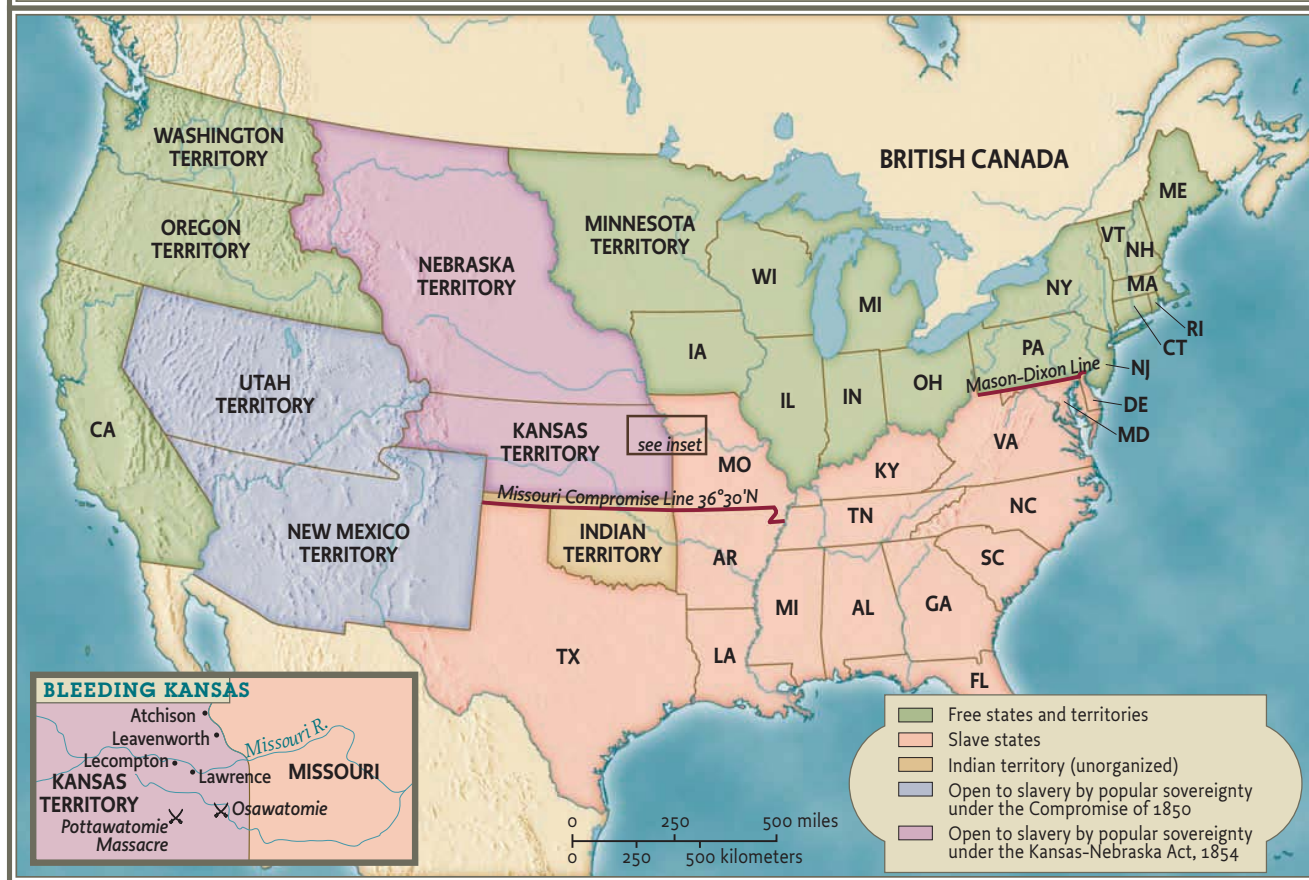 WASHINGTON
TERRITORY
OREGON
TERRITORY
NEBRASKA
TERRITORY
MINNESOTA
TERRITORY
BRITISH CANADA
ME
VT
NH
MA
NY
RI
CT
WI
MI
PA
NJ
Mason-Dixon Line
IA
OH
IL
IN
DE
MD
UTAH
TERRITORY
CA
KANSAS
TERRITORY
see inset
MO
VA
KY
Missouri Compromise Line 36°30'N
NEW MEXICO
TERRITORY
INDIAN
TERRITORY
TN
NC
AR
SC
MI
AL
GA
TX
LA
FL
BLEEDING KANSAS
Atchison
Leavenworth
Missouri R.
Lecompton
Lawrence
MISSOURI
KANSAS
TERRITORY
Osawatomie
Pottawatomie
Massacre
0 250 500 miles
0 250 500 kilometers
Free states and territories
Slave states
Indian territory (unorganized)
Open to slavery by popular sovereignty
under the Compromise of 1850
Open to slavery by popular sovereignty
under the Kansas-Nebraska Act, 1854